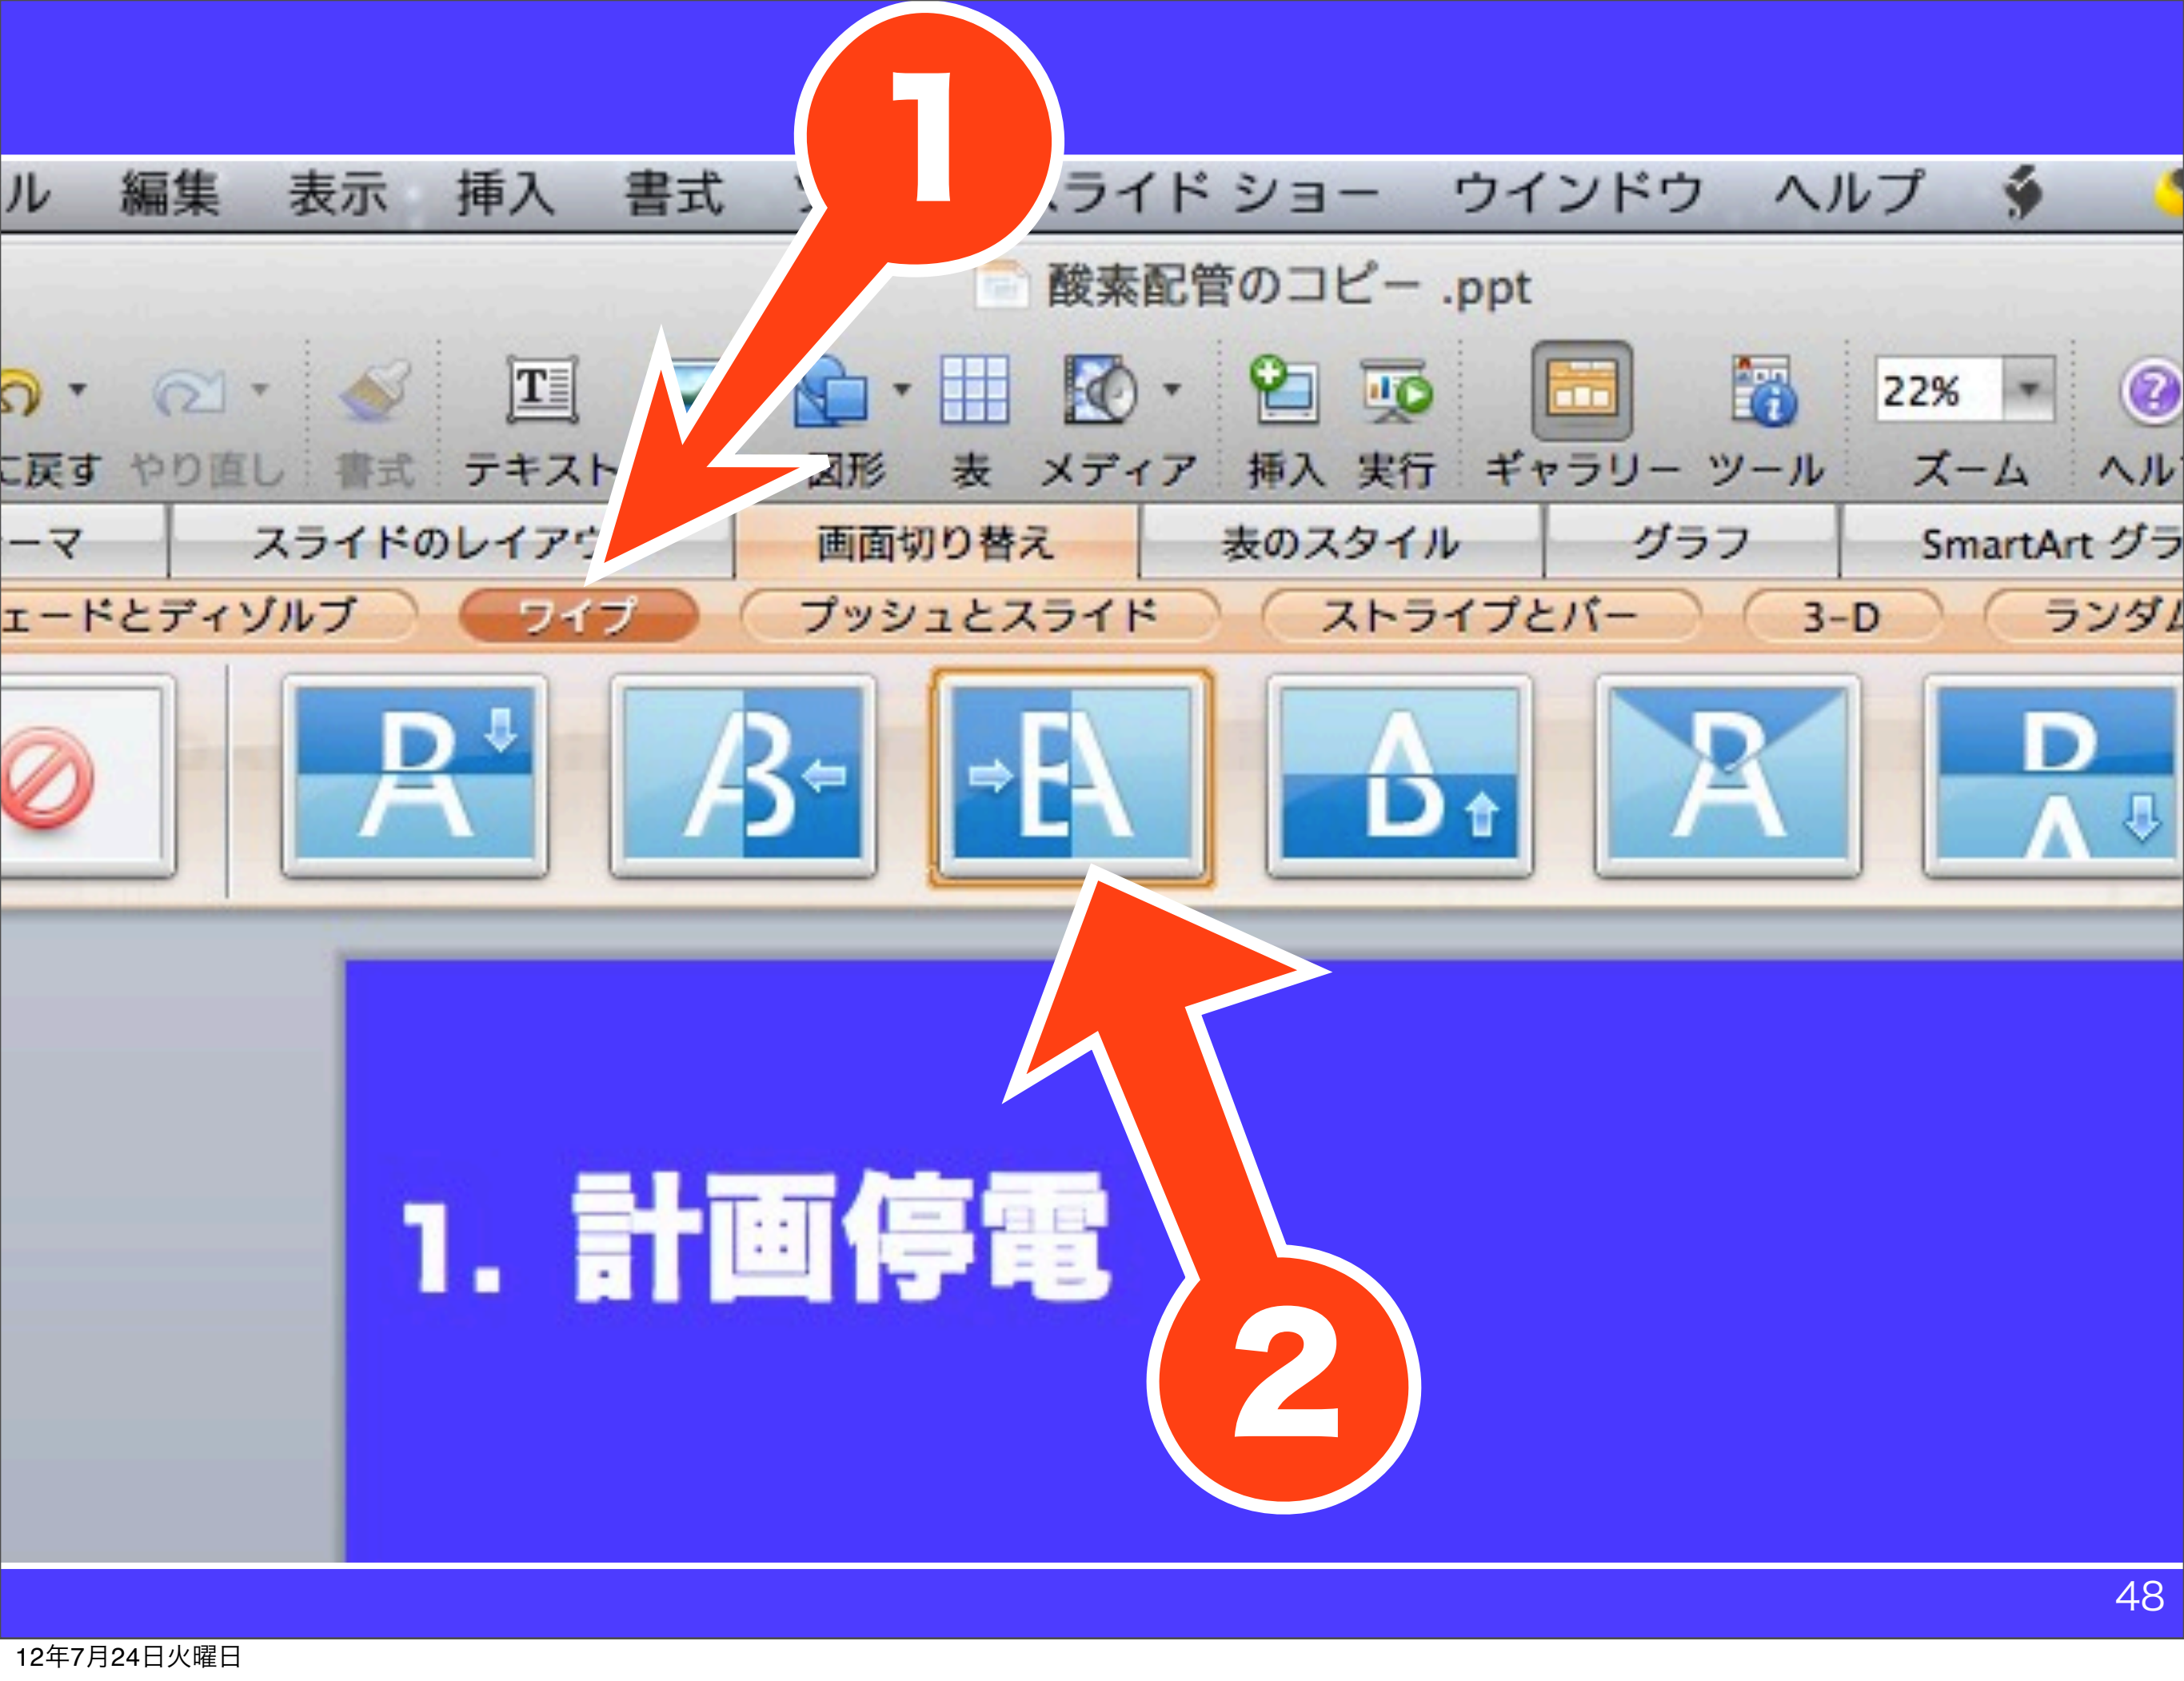 1
ル 編集 表示 挿入 書式 ライド ショー ウインドウ ヘルプ
酸素配管のコピー .ppt
22%
に戻す やり直し 書式 テキスト 図形 表 メディア 挿入 実行 ギャラリー ツール ズーム ヘル
ーマ スライドのレイアウ 画面切り替え 表のスタイル グラフ SmartArt グラ
ェードとディゾルブ ワイプ プッシュとスライド ストライプとバー 3-D ランダム
1. 計画停電
2
48
12年7月24日火曜日